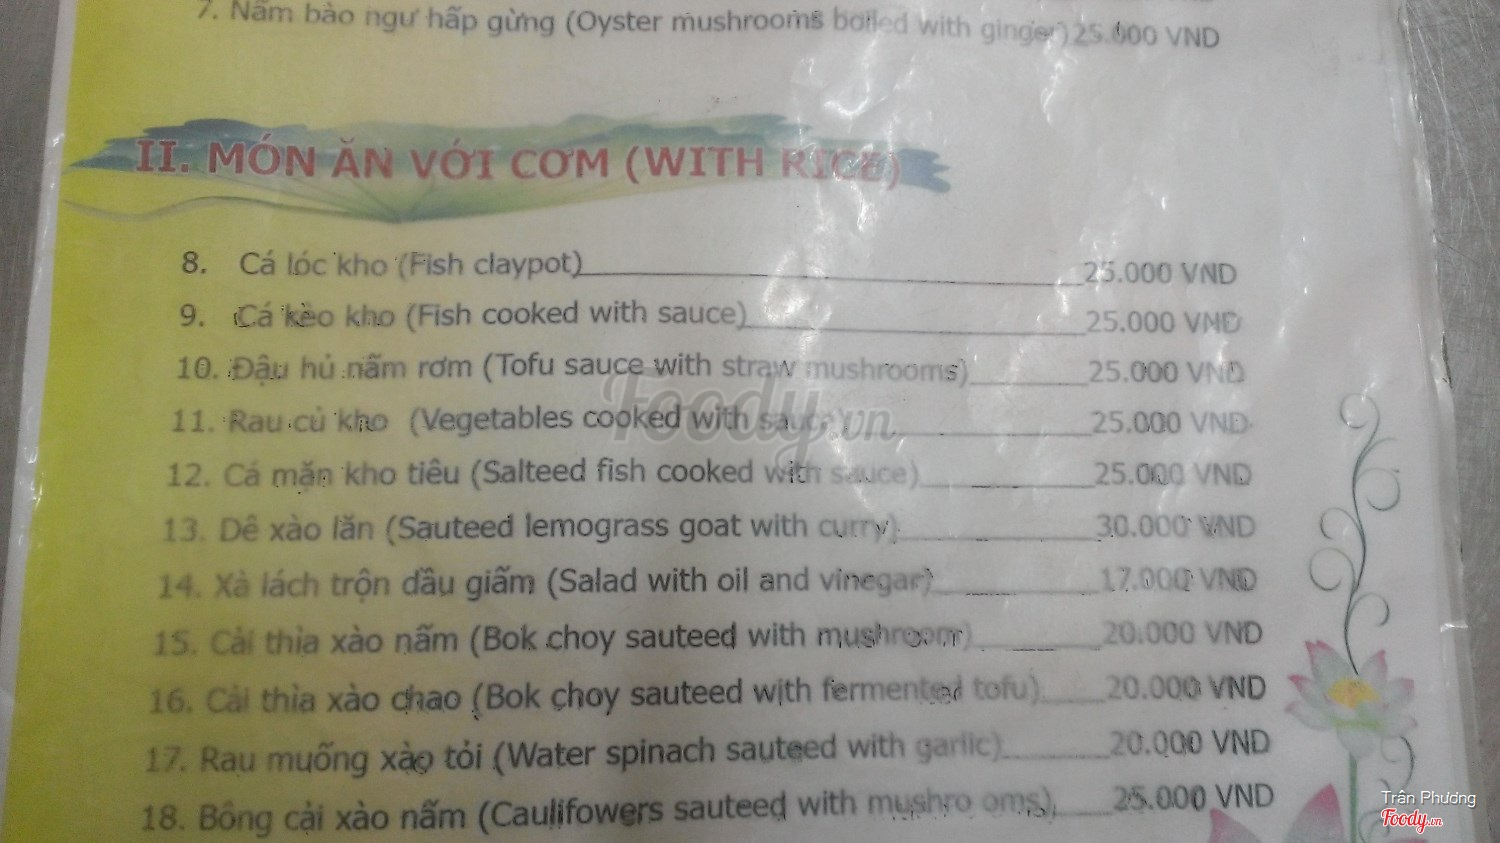 7. Nấm bào ngư hấp gừng (Oyster mushrooms boiled with ginger) 25.000 VND
II. MÓN ĂN VỚI CƠM (WITH RICE)
8. Cá lóc kho (Fish claypot) 25.000 VND
9. Cá kèo kho (Fish cooked with sauce) 25.000 VND
10. Đậu hủ nấm rơm (Tofu sauce with straw mushrooms) 25.000 VND
11. Rau củ kho (Vegetables cooked with sauce) 25.000 VND
12. Cá mặn kho tiêu (Salteed fish cooked with sauce) 25.000 VND
13. Dê xào lăn (Sauteed lemograss goat with curry) 30.000 VND
14. Xà lách trộn dầu giấm (Salad with oil and vinegar) 17.000 VND
15. Cải thìa xào nấm (Bok choy sauteed with mushroom) 20.000 VND
16. Cải thìa xào chao (Bok choy sauteed with fermented tofu) 20.000 VND
17. Rau muống xào tỏi (Water spinach sauteed with garlic) 20.000 VND
18. Bông cải xào nấm (Caulifowers sauteed with mushro oms) 25.000 VND
Foody.vn
Trần Phương
Foody.vn